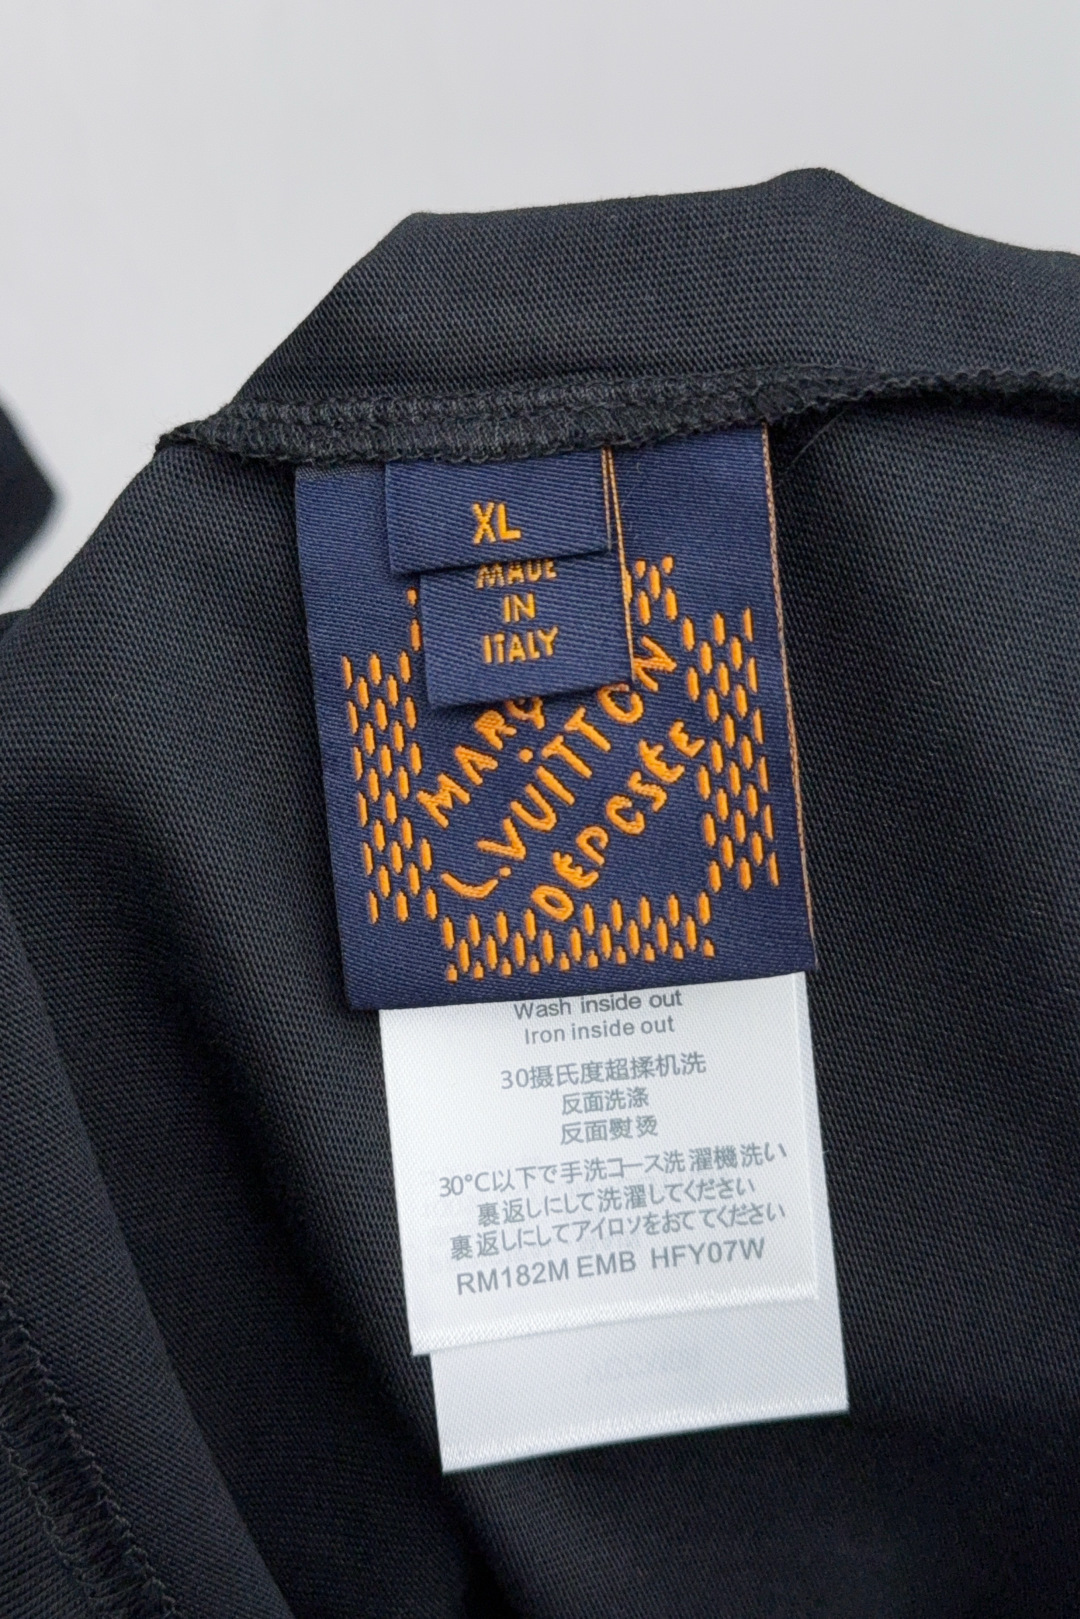 XL
MADE
IN
ITALY
MARQ
L.VUITTON
DEPCSEE
Wash inside out
Iron inside out
30摄氏度超揉机洗
反面洗涤
反面熨烫
30°C以下で手洗コース洗濯機洗い
裏返しにして洗濯してください
裏返しにしてアイロソをおててください
RM182M EMB HFY07W